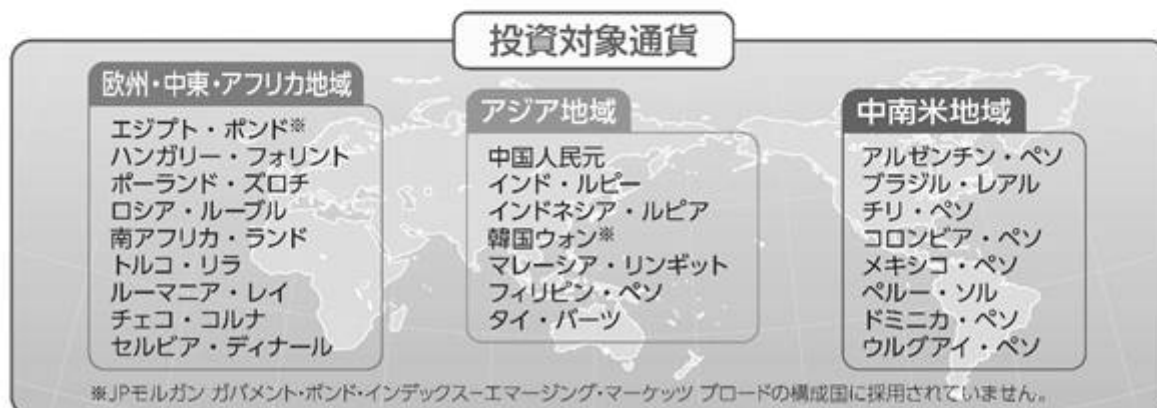 投資対象通貨
欧州・中東・アフリカ地域
エジプト・ポンド※
ハンガリー・フォリント
ポーランド・ズロチ
ロシア・ルーブル
南アフリカ・ランド
トルコ・リラ
ルーマニア・レイ
チェコ・コルナ
セルビア・ディナール
アジア地域
中国人民元
インド・ルピー
インドネシア・ルピア
韓国ウォン※
マレーシア・リンギット
フィリピン・ペソ
タイ・バーツ
中南米地域
アルゼンチン・ペソ
ブラジル・レアル
チリ・ペソ
コロンビア・ペソ
メキシコ・ペソ
ペルー・ソル
ドミニカ・ペソ
ウルグアイ・ペソ
※JPモルガン ガバメント・ボンド・インデックス-エマージング・マーケッツ ブロードの構成国に採用されていません。